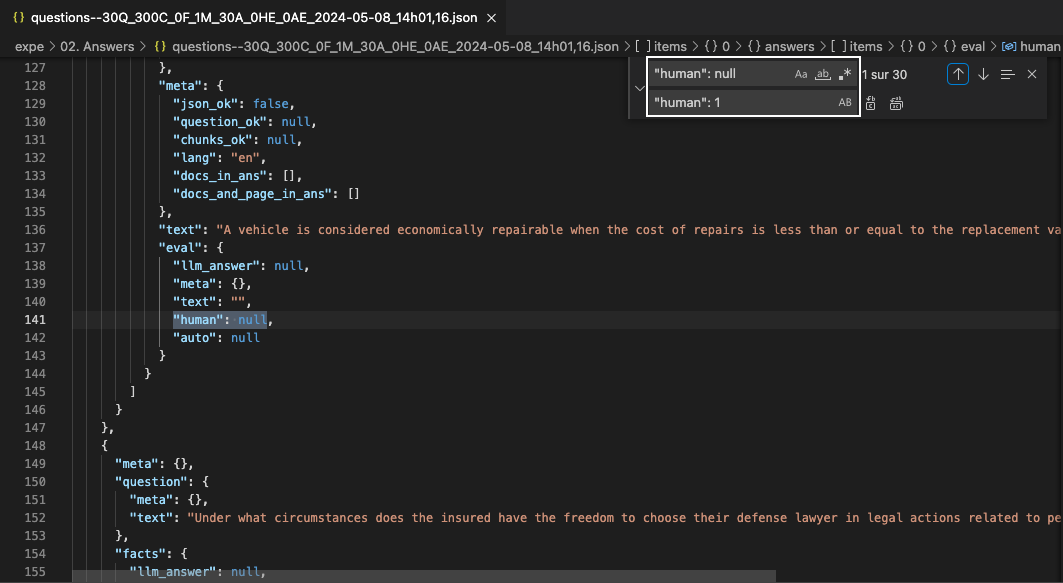 {} questions--30Q_300C_0F_1M_30A_0HE_0AE_2024-05-08_14h01,16.json ×
expe > 02. Answers > {} questions--30Q_300C_0F_1M_30A_0HE_0AE_2024-05-08_14h01,16.json > [ ] items > {} 0 > {} answers > [ ] items > {} 0 > {} eval > human
"human": null Aa ab .* 1 sur 30
"human": 1 AB
127 },
128 "meta": {
129 "json_ok": false,
130 "question_ok": null,
131 "chunks_ok": null,
132 "lang": "en",
133 "docs_in_ans": [],
134 "docs_and_page_in_ans": []
135 },
136 "text": "A vehicle is considered economically repairable when the cost of repairs is less than or equal to the replacement va
137 "eval": {
138 "llm_answer": null,
139 "meta": {},
140 "text": "",
141 "human": null,
142 "auto": null
143 }
144 }
145 ]
146 }
147 },
148 {
149 "meta": {},
150 "question": {
151 "meta": {},
152 "text": "Under what circumstances does the insured have the freedom to choose their defense lawyer in legal actions related to pe
153 },
154 "facts": {
155 "llm_answer": null,